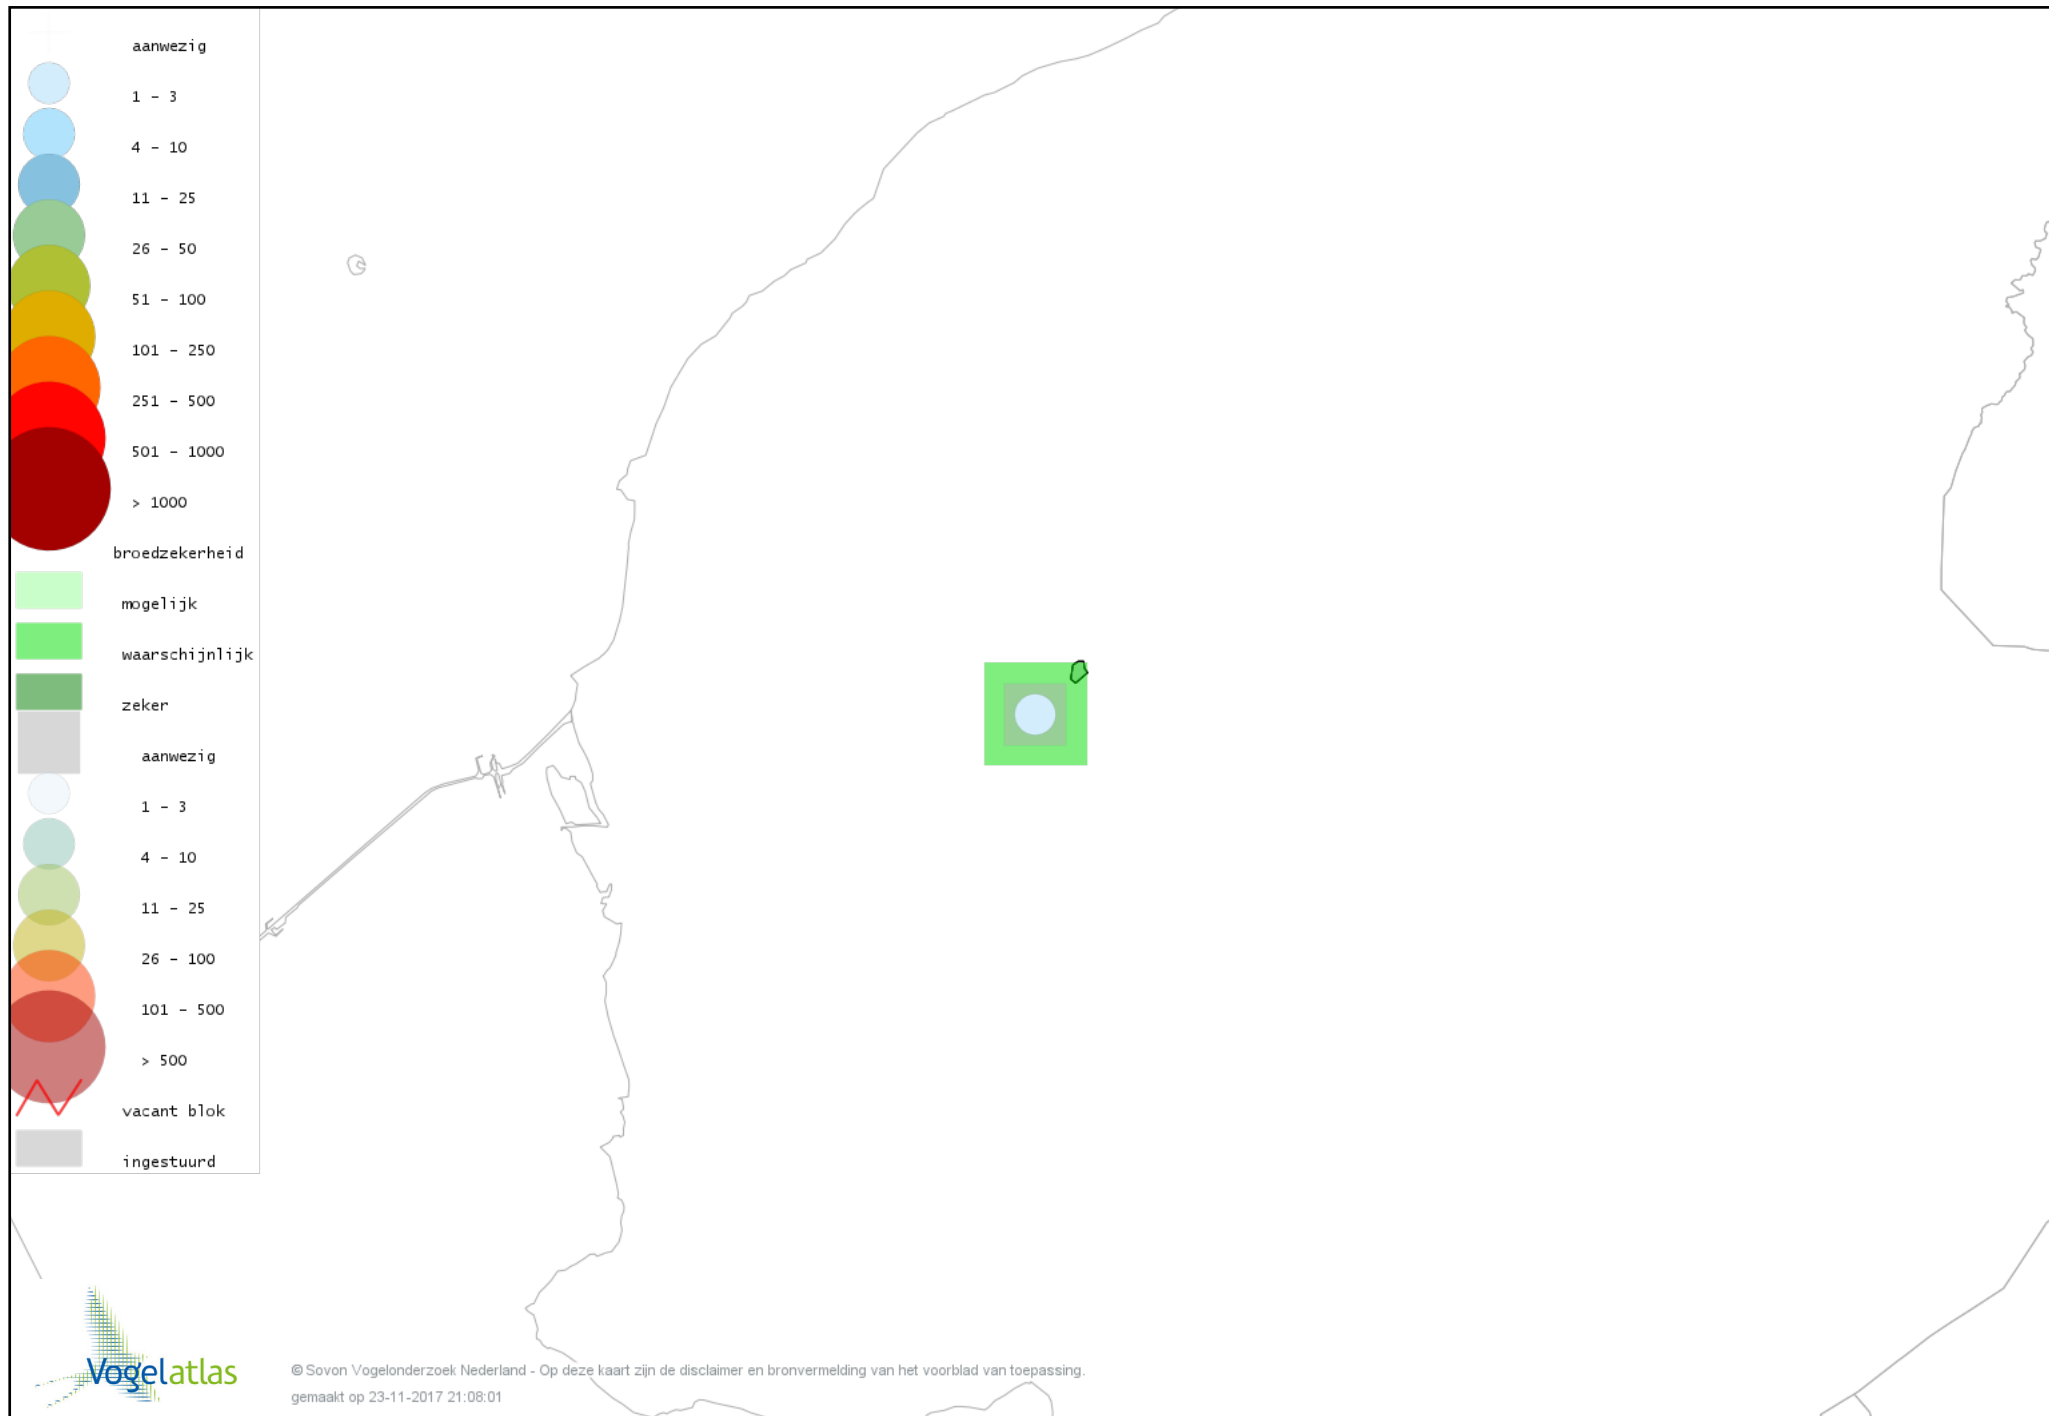 aanwezig
1 - 3
4 - 10
11 - 25
26 - 50
51 - 100
101 - 250
251 - 500
501 - 1000
> 1000
broedzekerheid
mogelijk
waarschijnlijk
zeker
aanwezig
1 - 3
4 - 10
11 - 25
26 - 100
101 - 500
> 500
vacant blok
ingestuurd
Vogelatlas
© Sovon Vogelonderzoek Nederland - Op deze kaart zijn de disclaimer en bronvermelding van het voorblad van toepassing.
gemaakt op 23-11-2017 21:08:01